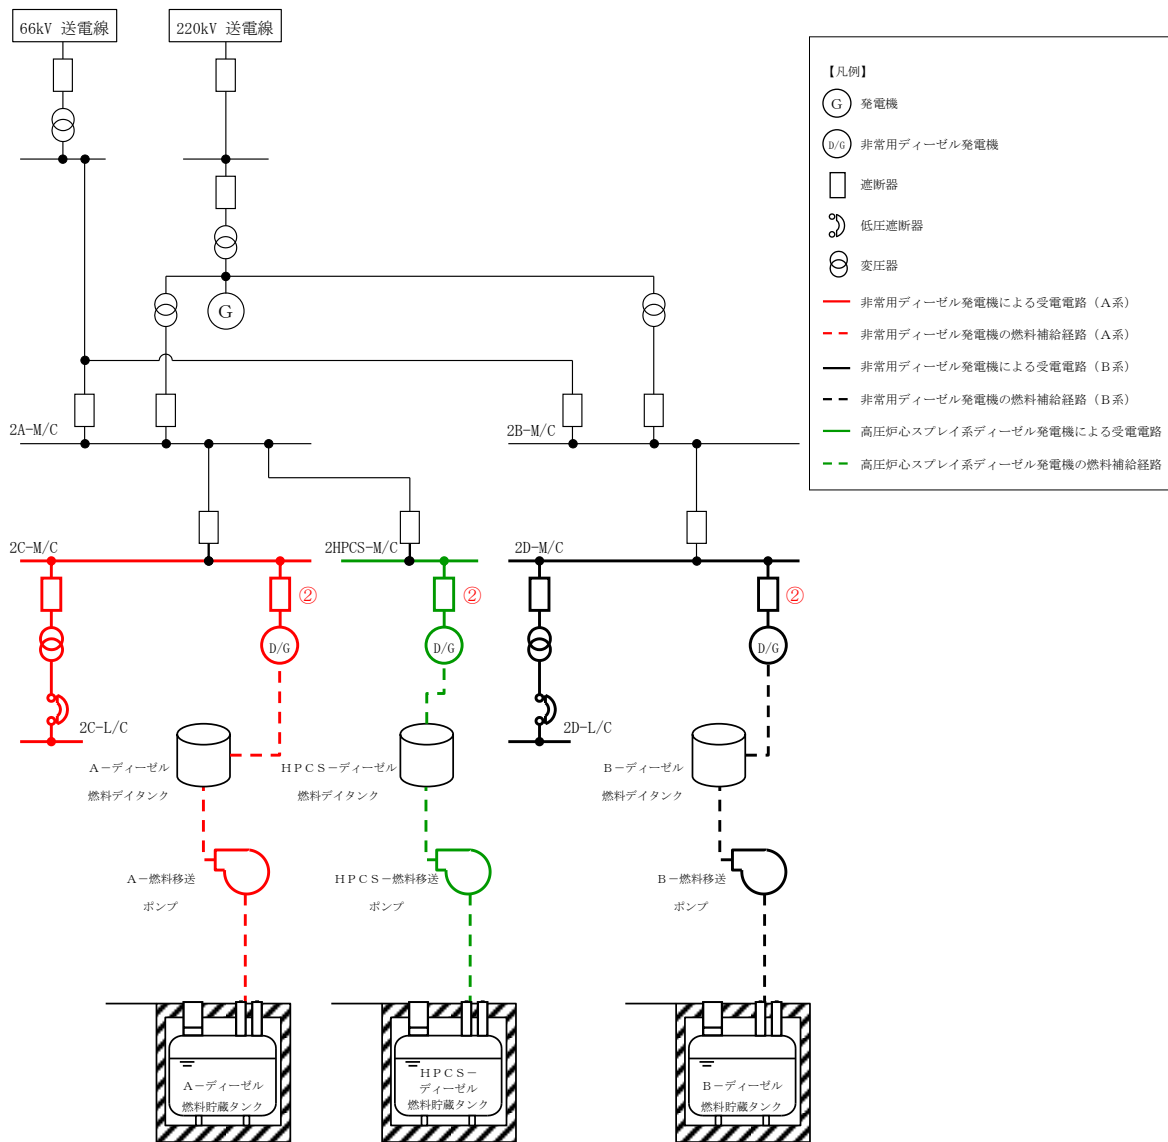 66kV 送電線
220kV 送電線
【凡例】
G 発電機
D/G 非常用ディーゼル発電機
遮断器
低圧遮断器
変圧器
非常用ディーゼル発電機による受電電路（A系）
非常用ディーゼル発電機の燃料補給経路（A系）
非常用ディーゼル発電機による受電電路（B系）
非常用ディーゼル発電機の燃料補給経路（B系）
高圧炉心スプレイ系ディーゼル発電機による受電電路
高圧炉心スプレイ系ディーゼル発電機の燃料補給経路
G
2A-M/C
2B-M/C
2C-M/C
2HPCS-M/C
2D-M/C
②
②
②
D/G
D/G
D/G
2C-L/C
2D-L/C
A－ディーゼル
燃料デイタンク
HPCS－ディーゼル
燃料デイタンク
B－ディーゼル
燃料デイタンク
A－燃料移送
ポンプ
HPCS－燃料移送
ポンプ
B－燃料移送
ポンプ
A－ディーゼル
燃料貯蔵タンク
HPCS－
ディーゼル
燃料貯蔵タンク
B－ディーゼル
燃料貯蔵タンク